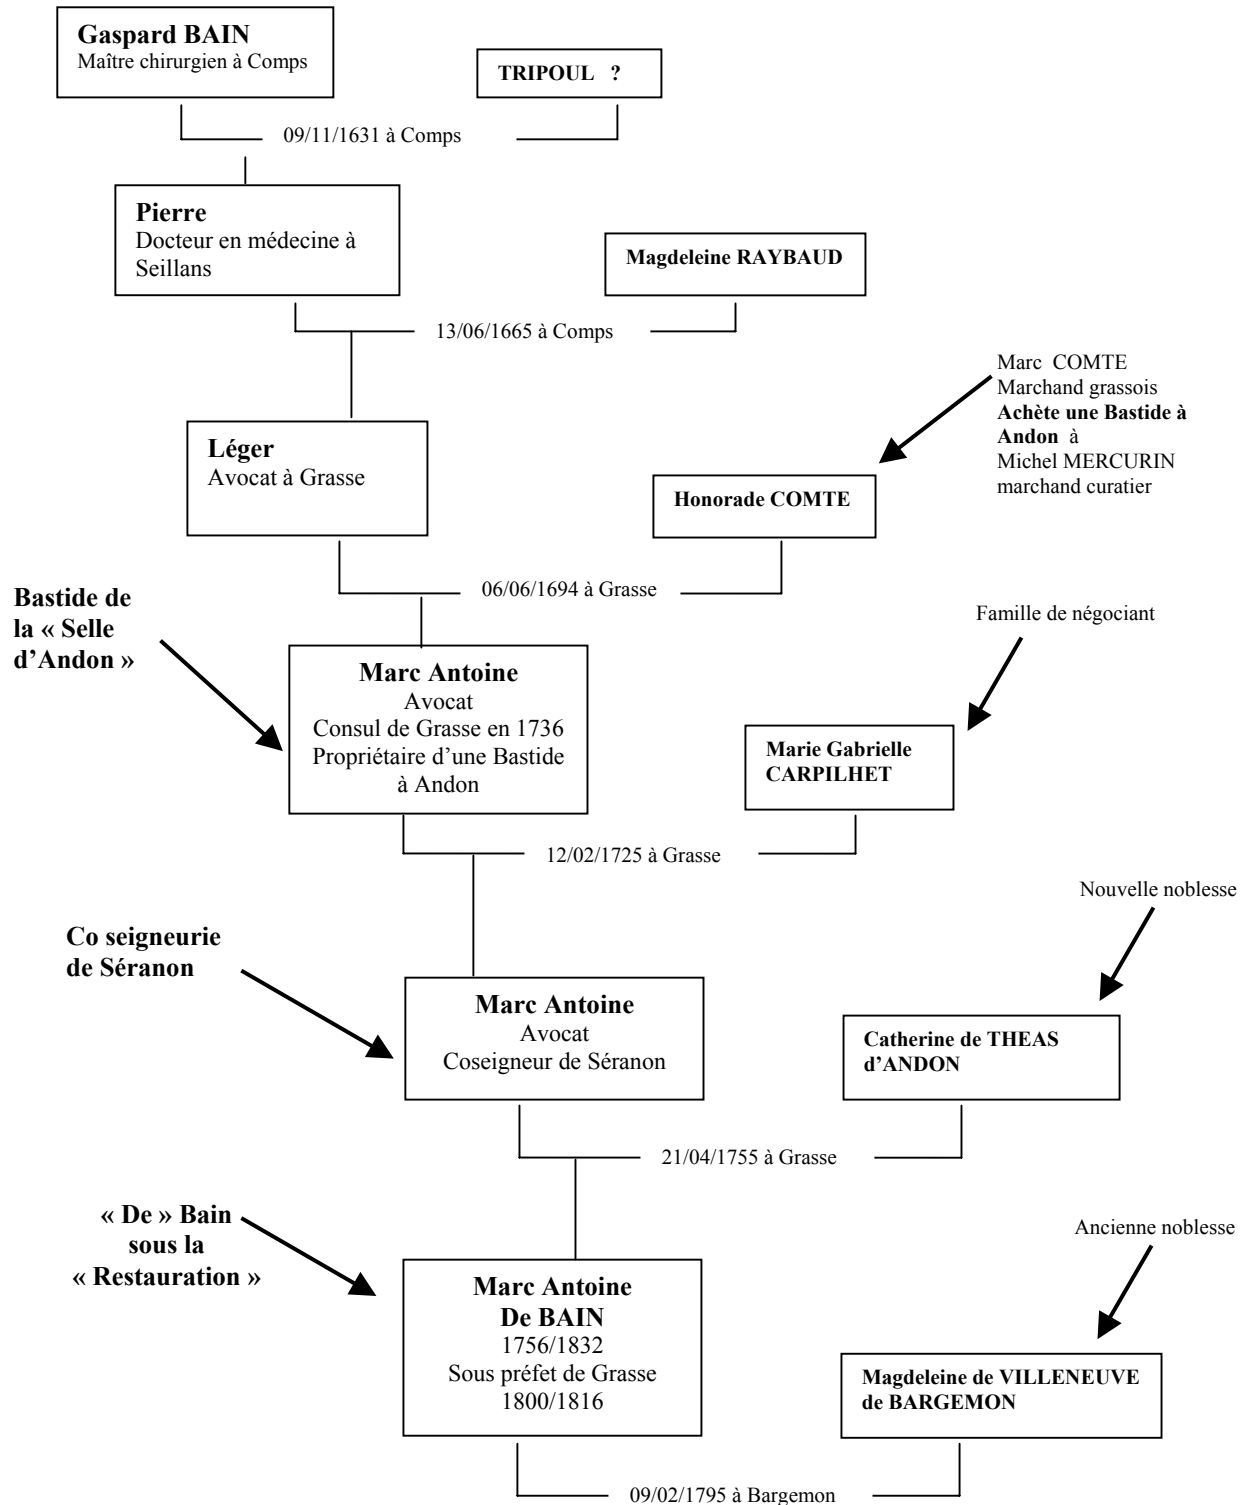 Gaspard BAIN
Maître chirurgien à Comps
TRIPOUL ?
09/11/1631 à Comps
Pierre
Docteur en médecine à
Seillans
Magdeleine RAYBAUD
13/06/1665 à Comps
Marc COMTE
Marchand grassois
Achète une Bastide à
Andon à
Michel MERCURIN
marchand curatier
Léger
Avocat à Grasse
Honorade COMTE
06/06/1694 à Grasse
Bastide de
la « Selle
d'Andon »
Famille de négociant
Marc Antoine
Avocat
Consul de Grasse en 1736
Propriétaire d'une Bastide
à Andon
Marie Gabrielle
CARPILHET
12/02/1725 à Grasse
Nouvelle noblesse
Co seigneurie
de Séranon
Marc Antoine
Avocat
Coseigneur de Séranon
Catherine de THEAS
d'ANDON
21/04/1755 à Grasse
« De » Bain
sous la
« Restauration »
Ancienne noblesse
Marc Antoine
De BAIN
1756/1832
Sous préfet de Grasse
1800/1816
Magdeleine de VILLENEUVE
de BARGEMON
09/02/1795 à Bargemon